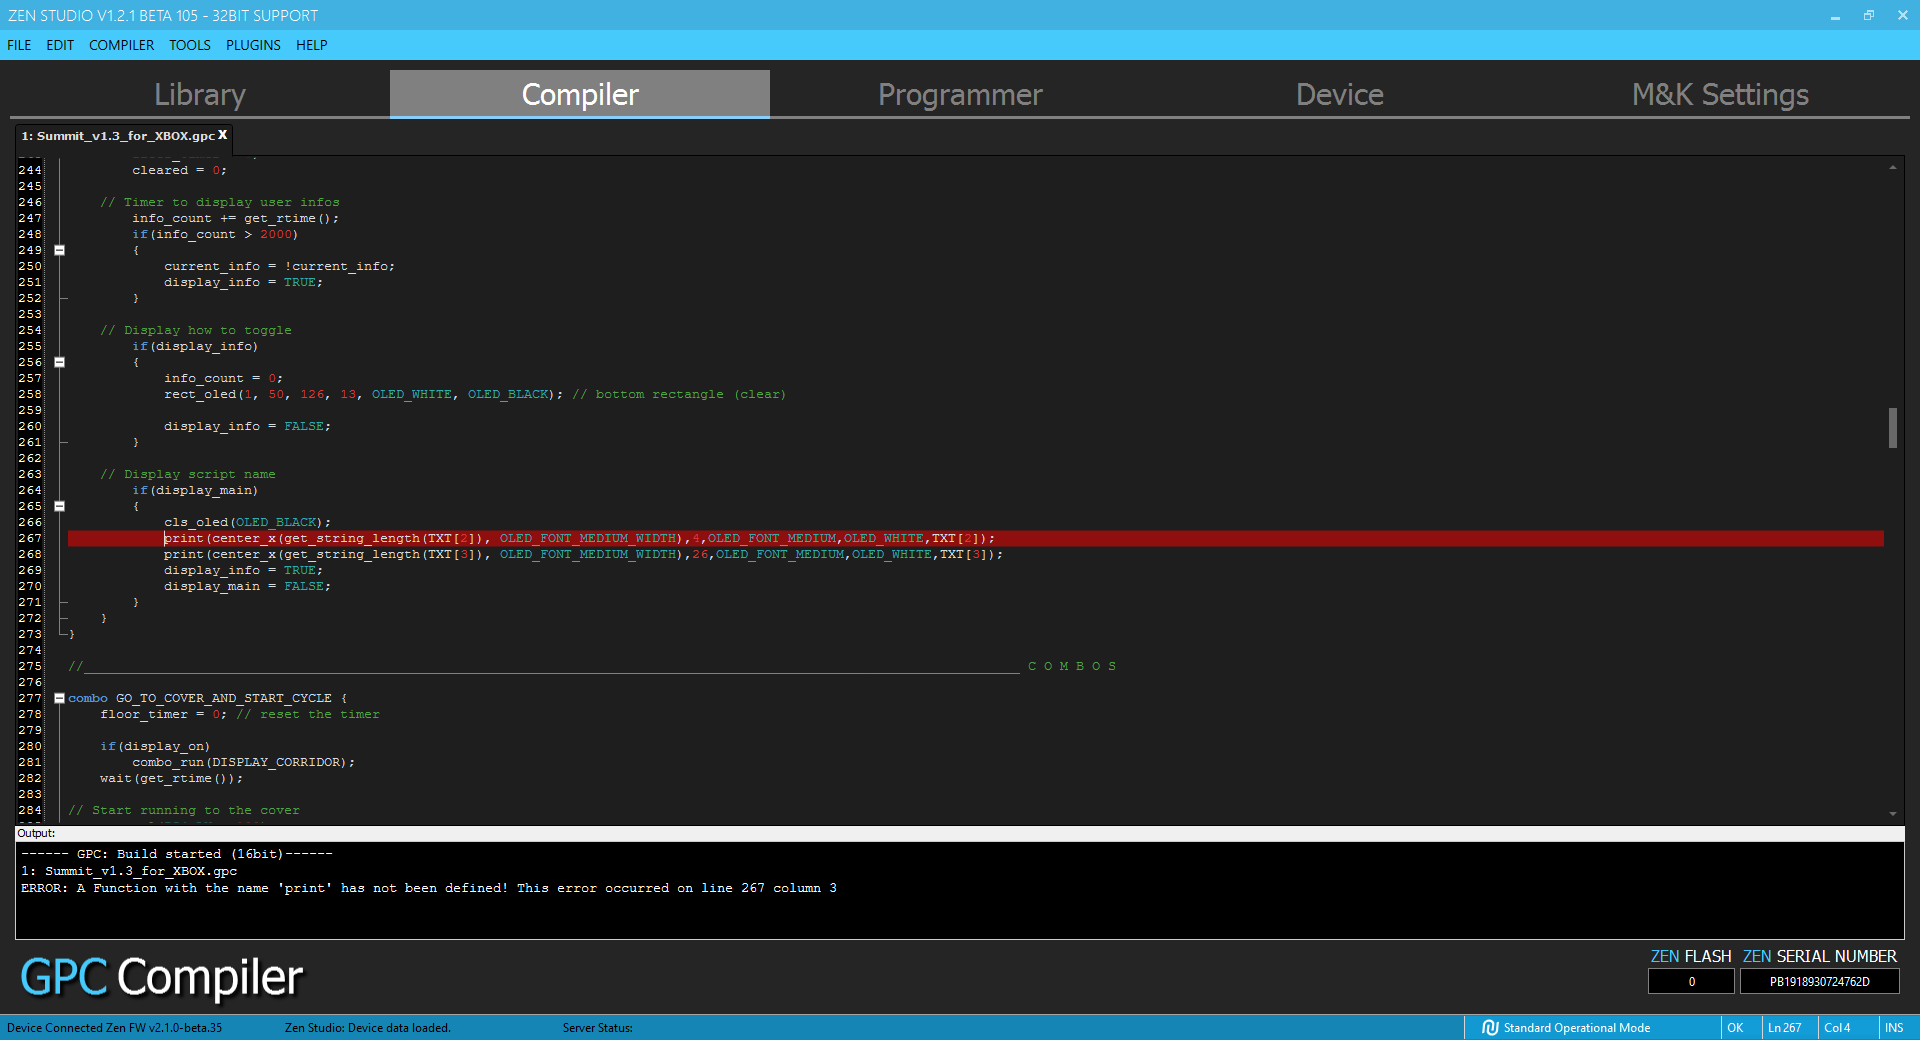 ZEN STUDIO V1.2.1 BETA 105 - 32BIT SUPPORT
FILE EDIT COMPILER TOOLS PLUGINS HELP
Library Compiler Programmer Device M&K Settings
1: Summit_v1.3_for_XBOX.gpc X
244 cleared = 0;
245
246 // Timer to display user infos
247 info_count += get_rtime();
248 if(info_count > 2000)
249 {
250 current_info = !current_info;
251 display_info = TRUE;
252 }
253
254 // Display how to toggle
255 if(display_info)
256 {
257 info_count = 0;
258 rect_oled(1, 50, 126, 13, OLED_WHITE, OLED_BLACK); // bottom rectangle (clear)
259
260 display_info = FALSE;
261 }
262
263 // Display script name
264 if(display_main)
265 {
266 cls_oled(OLED_BLACK);
267 print(center_x(get_string_length(TXT[2]), OLED_FONT_MEDIUM_WIDTH),4,OLED_FONT_MEDIUM,OLED_WHITE,TXT[2]);
268 print(center_x(get_string_length(TXT[3]), OLED_FONT_MEDIUM_WIDTH),26,OLED_FONT_MEDIUM,OLED_WHITE,TXT[3]);
269 display_info = TRUE;
270 display_main = FALSE;
271 }
272 }
273 }
274
275 //_____________________________________________________________________________________________________________________ C O M B O S
276
277 combo GO_TO_COVER_AND_START_CYCLE {
278 floor_timer = 0; // reset the timer
279
280 if(display_on)
281 combo_run(DISPLAY_CORRIDOR);
282 wait(get_rtime());
283
284 // Start running to the cover
Output:
------ GPC: Build started (16bit)------
1: Summit_v1.3_for_XBOX.gpc
ERROR: A Function with the name 'print' has not been defined! This error occurred on line 267 column 3
GPC Compiler
ZEN FLASH ZEN SERIAL NUMBER
0 PB1918930724762D
Device Connected Zen FW v2.1.0-beta.35 Zen Studio: Device data loaded. Server Status: Standard Operational Mode OK Ln 267 Col 4 INS